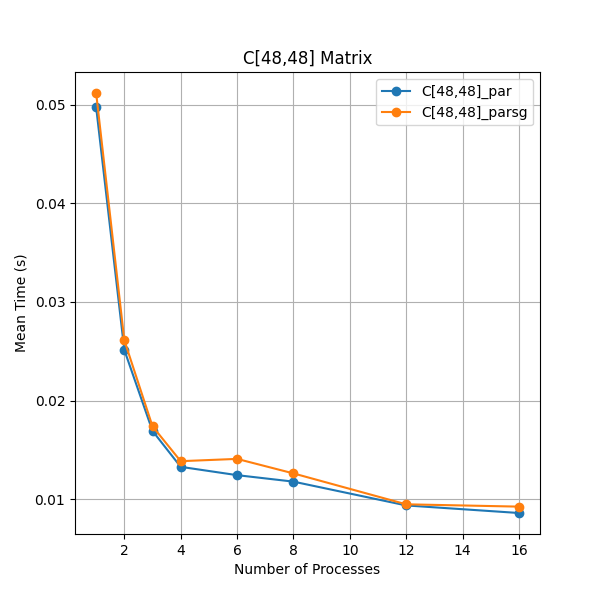 C[48,48] Matrix
C[48,48]_par
C[48,48]_parsg
Mean Time (s)
0.05
0.04
0.03
0.02
0.01
2 4 6 8 10 12 14 16
Number of Processes